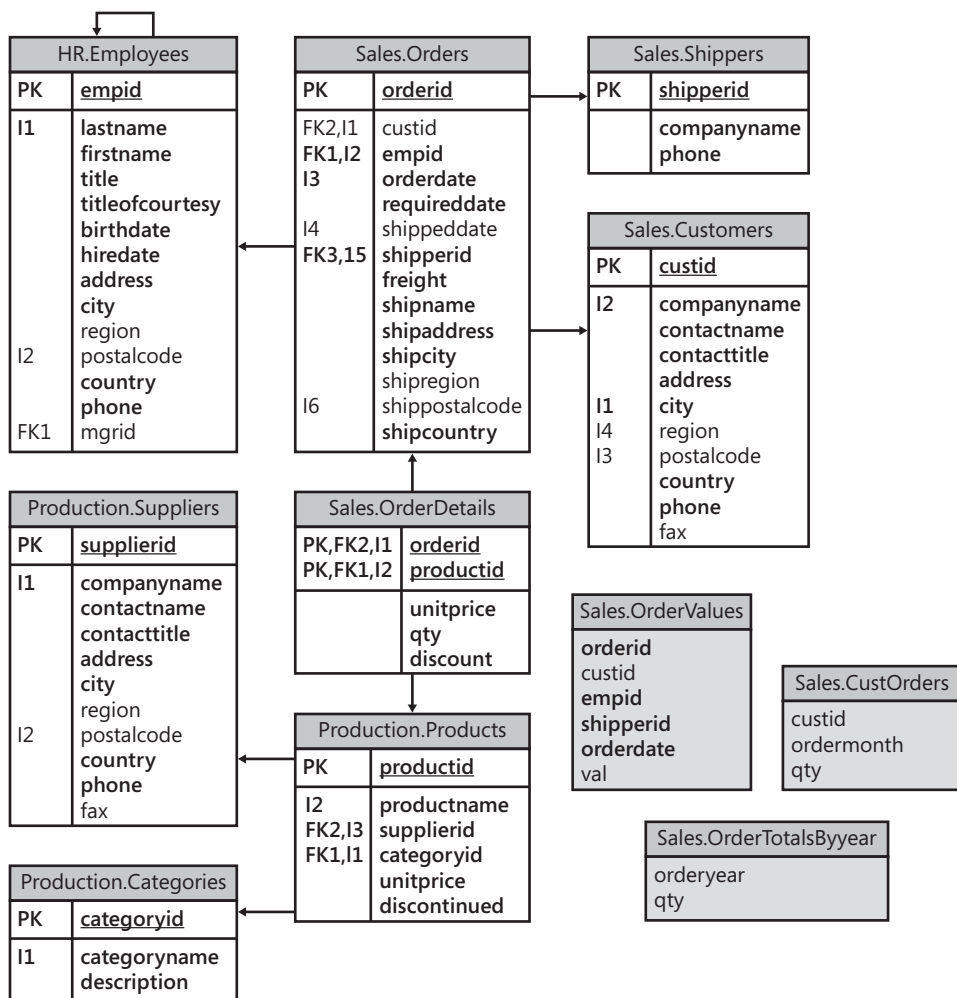 HR.Employees
PK empid
I1 lastname
firstname
title
titleofcourtesy
birthdate
hiredate
address
city
region
I2 postalcode
country
phone
FK1 mgrid
Sales.Orders
PK orderid
FK2,I1 custid
FK1,I2 empid
I3 orderdate
requireddate
I4 shippeddate
FK3,15 shipperid
freight
shipname
shipaddress
shipcity
shipregion
I6 shippostalcode
shipcountry
Sales.Shippers
PK shipperid
companyname
phone
Sales.Customers
PK custid
I2 companyname
contactname
contacttitle
address
I1 city
I4 region
I3 postalcode
country
phone
fax
Production.Suppliers
PK supplierid
I1 companyname
contactname
contacttitle
address
city
region
I2 postalcode
country
phone
fax
Sales.OrderDetails
PK,FK2,I1 orderid
PK,FK1,I2 productid
unitprice
qty
discount
Production.Products
PK productid
I2 productname
FK2,I3 supplierid
FK1,I1 categoryid
unitprice
discontinued
Sales.OrderValues
orderid
custid
empid
shipperid
orderdate
val
Sales.CustOrders
custid
ordermonth
qty
Sales.OrderTotalsByyear
orderyear
qty
Production.Categories
PK categoryid
I1 categoryname
description